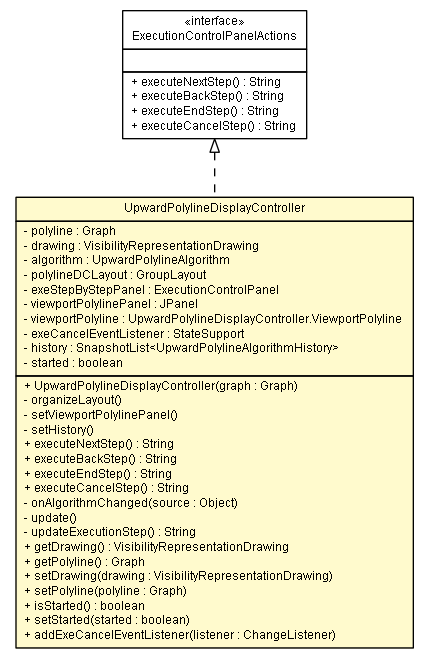 «interface»
ExecutionControlPanelActions
+ executeNextStep() : String
+ executeBackStep() : String
+ executeEndStep() : String
+ executeCancelStep() : String
UpwardPolylineDisplayController
- polyline : Graph
- drawing : VisibilityRepresentationDrawing
- algorithm : UpwardPolylineAlgorithm
- polylineDCLayout : GroupLayout
- exeStepByStepPanel : ExecutionControlPanel
- viewportPolylinePanel : JPanel
- viewportPolyline : UpwardPolylineDisplayController.ViewportPolyline
- exeCancelEventListener : StateSupport
- history : SnapshotList<UpwardPolylineAlgorithmHistory>
- started : boolean
+ UpwardPolylineDisplayController(graph : Graph)
- organizeLayout()
- setViewportPolylinePanel()
- setHistory()
+ executeNextStep() : String
+ executeBackStep() : String
+ executeEndStep() : String
+ executeCancelStep() : String
- onAlgorithmChanged(source : Object)
- update()
- updateExecutionStep() : String
+ getDrawing() : VisibilityRepresentationDrawing
+ getPolyline() : Graph
+ setDrawing(drawing : VisibilityRepresentationDrawing)
+ setPolyline(polyline : Graph)
+ isStarted() : boolean
+ setStarted(started : boolean)
+ addExeCancelEventListener(listener : ChangeListener)